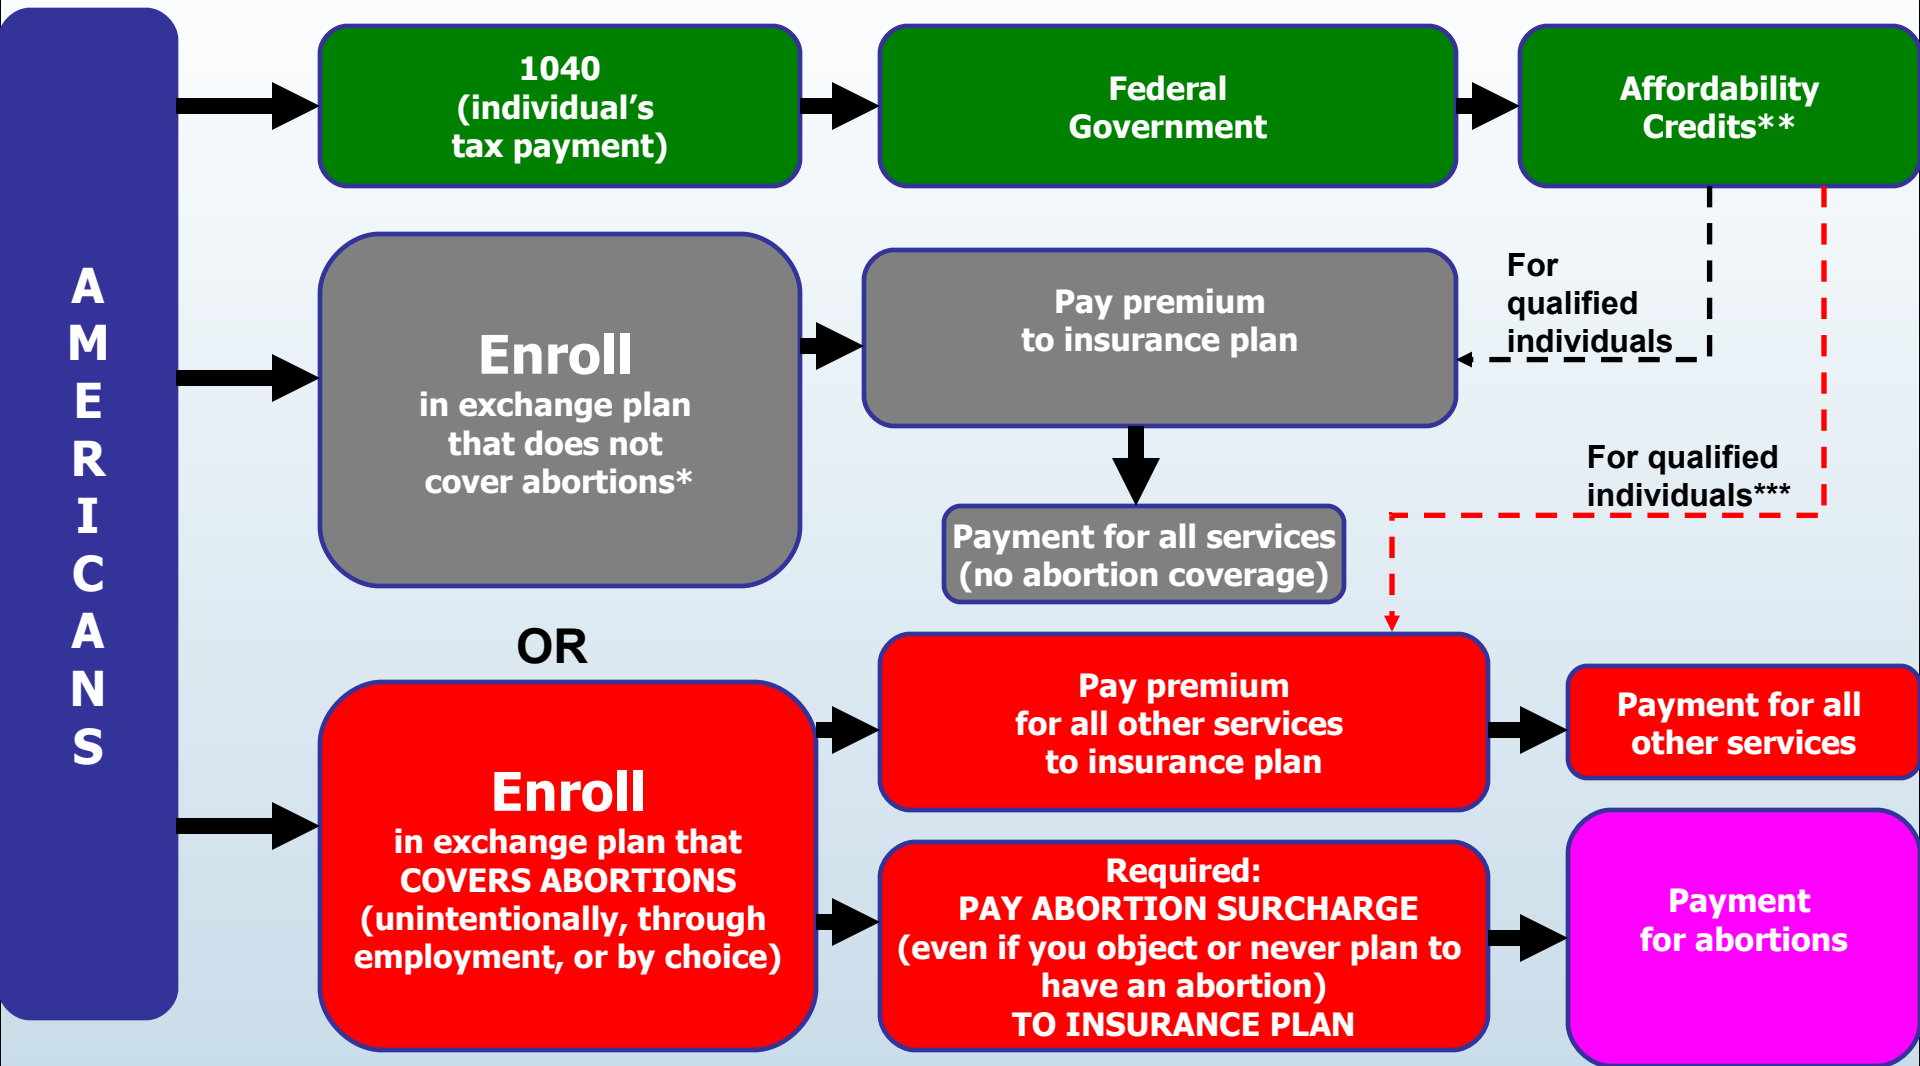 AMERICANS
1040
(individual's
tax payment)
Federal
Government
Affordability
Credits**
Enroll
in exchange plan
that does not
cover abortions*
Pay premium
to insurance plan
For
qualified
individuals
Payment for all services
(no abortion coverage)
For qualified
individuals***
OR
Enroll
in exchange plan that
COVERS ABORTIONS
(unintentionally, through
employment, or by choice)
Pay premium
for all other services
to insurance plan
Payment for all
other services
Required:
PAY ABORTION SURCHARGE
(even if you object or never plan to
have an abortion)
TO INSURANCE PLAN
Payment
for abortions